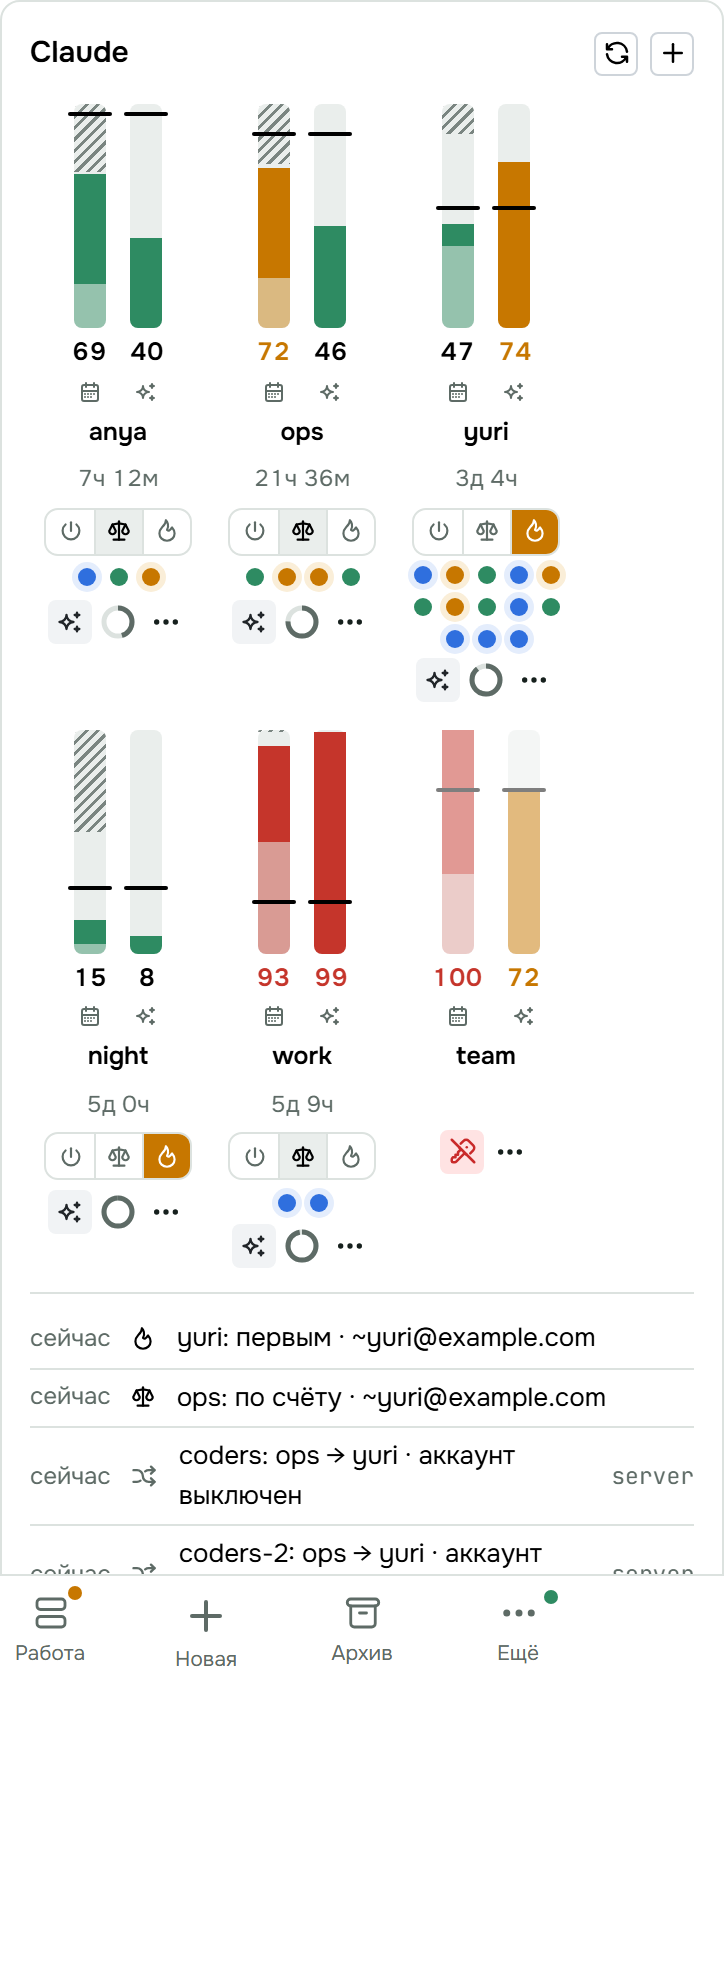 Claude
69 40 72 46 47 74
anya ops yuri
7ч 12м 21ч 36м 3д 4ч
15 8 93 99 100 72
night work team
5д 0ч 5д 9ч
сейчас yuri: первым · ~yuri@example.com
сейчас ops: по счёту · ~yuri@example.com
сейчас coders: ops → yuri · аккаунт выключен server
сейчас coders-2: ops → yuri · аккаунт server
Работа Новая Архив Ещё